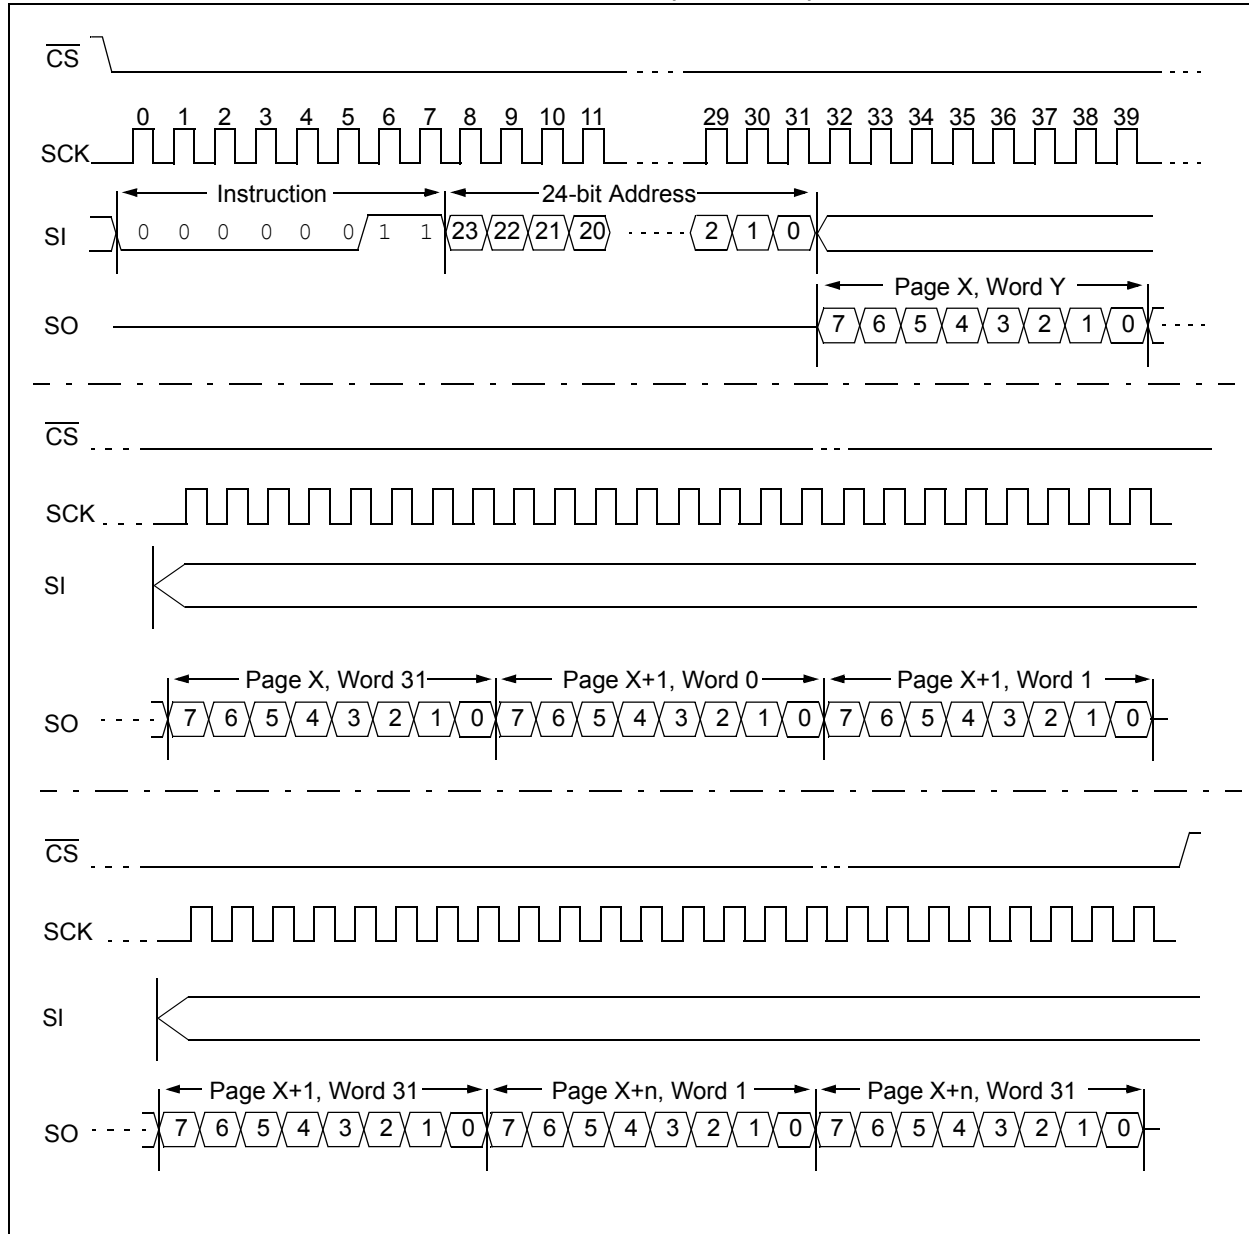 CS
0 1 2 3 4 5 6 7 8 9 10 11 29 30 31 32 33 34 35 36 37 38 39
SCK
Instruction 24-bit Address
SI 0 0 0 0 0 0 1 1 23 22 21 20 2 1 0
Page X, Word Y
SO 7 6 5 4 3 2 1 0
CS
SCK
SI
Page X, Word 31 Page X+1, Word 0 Page X+1, Word 1
SO 7 6 5 4 3 2 1 0 7 6 5 4 3 2 1 0 7 6 5 4 3 2 1 0
CS
SCK
SI
Page X+1, Word 31 Page X+n, Word 1 Page X+n, Word 31
SO 7 6 5 4 3 2 1 0 7 6 5 4 3 2 1 0 7 6 5 4 3 2 1 0